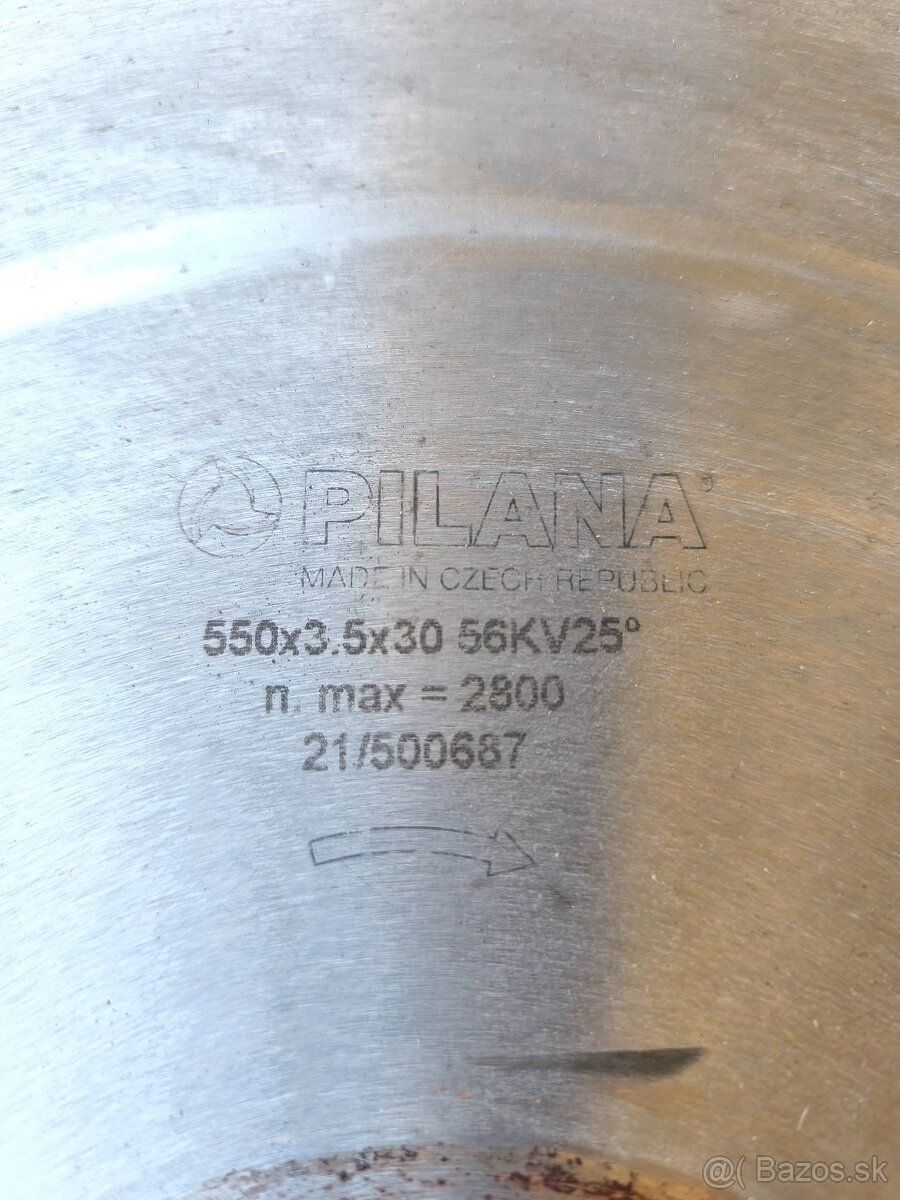 PILANA®
MADE IN CZECH REPUBLIC
550x3.5x30 56KV25°
n. max = 2800
21/500687
@( Bazos.sk